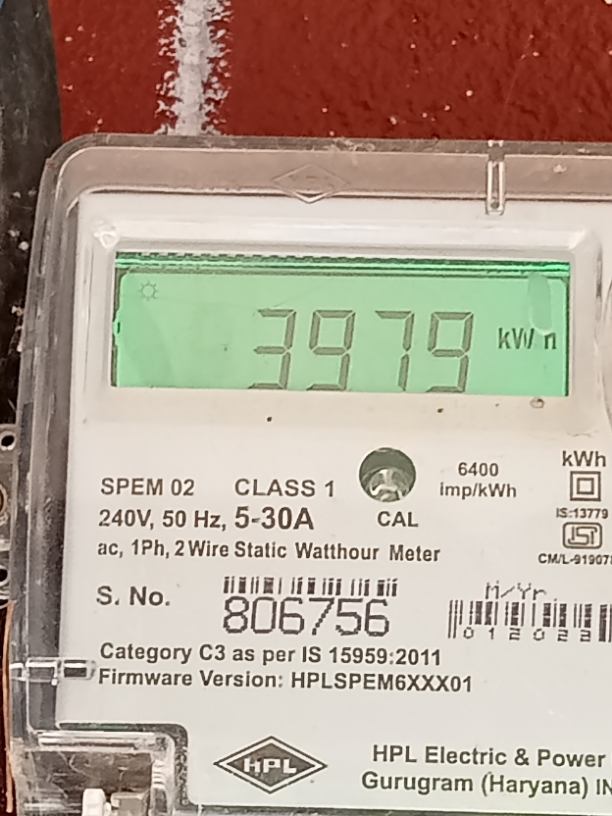 3979 kWh
SPEM 02 CLASS 1
CAL
6400
imp/kWh
kWh
IS:13779
ISI
240V, 50 Hz, 5-30A
ac, 1Ph, 2 Wire Static Watthour Meter
S. No.
806756
M/Yr.
012023
Category C3 as per IS 15959:2011
Firmware Version: HPLSPEM6XXX01
HPL
HPL Electric & Power
Gurugram (Haryana)